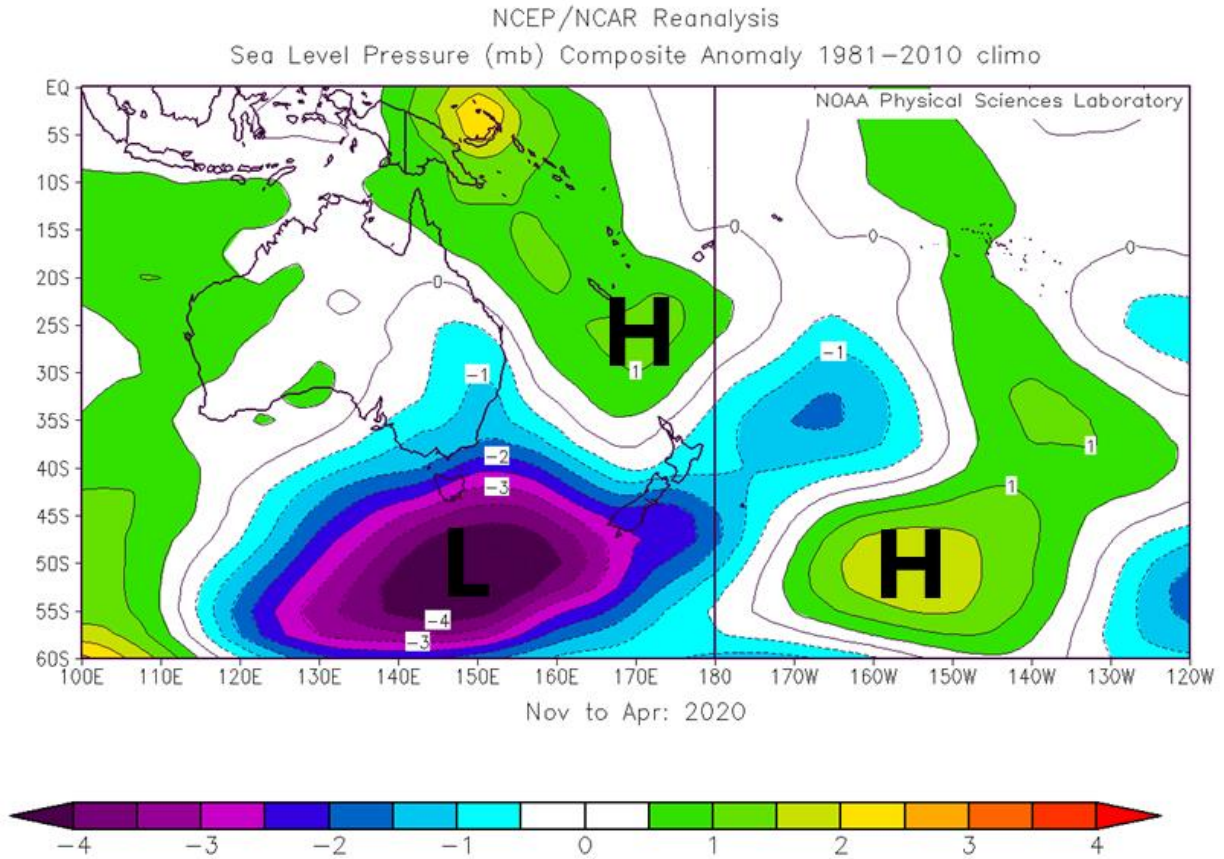 NCEP/NCAR Reanalysis
Sea Level Pressure (mb) Composite Anomaly 1981-2010 climo
NOAA Physical Sciences Laboratory
EQ
5S
10S
15S
20S
25S
30S
35S
40S
45S
50S
55S
60S
0
0
0
0
H
1
-1
-1
-2
-3
1
1
L
H
-4
-3
100E 110E 120E 130E 140E 150E 160E 170E 180 170W 160W 150W 140W 130W 120W
Nov to Apr: 2020
-4 -3 -2 -1 0 1 2 3 4